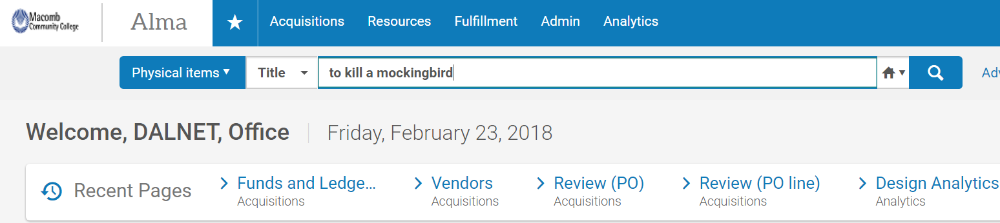 Macomb
Community College
Alma
Acquisitions Resources Fulfillment Admin Analytics
Physical items Title to kill a mockingbird
Adv
Welcome, DALNET, Office Friday, February 23, 2018
Recent Pages
Funds and Ledge... Vendors Review (PO) Review (PO line) Design Analytics
Acquisitions Acquisitions Acquisitions Acquisitions Analytics